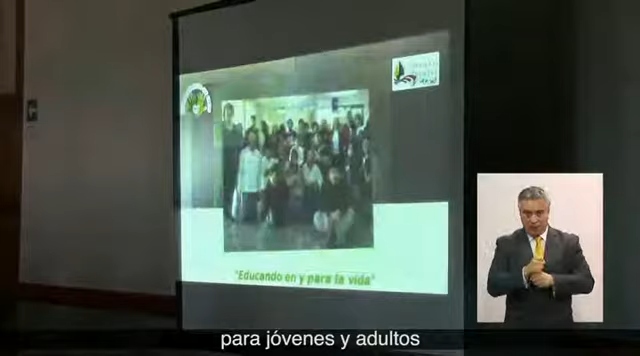 "Educando en y para la vida"
para jóvenes y adultos